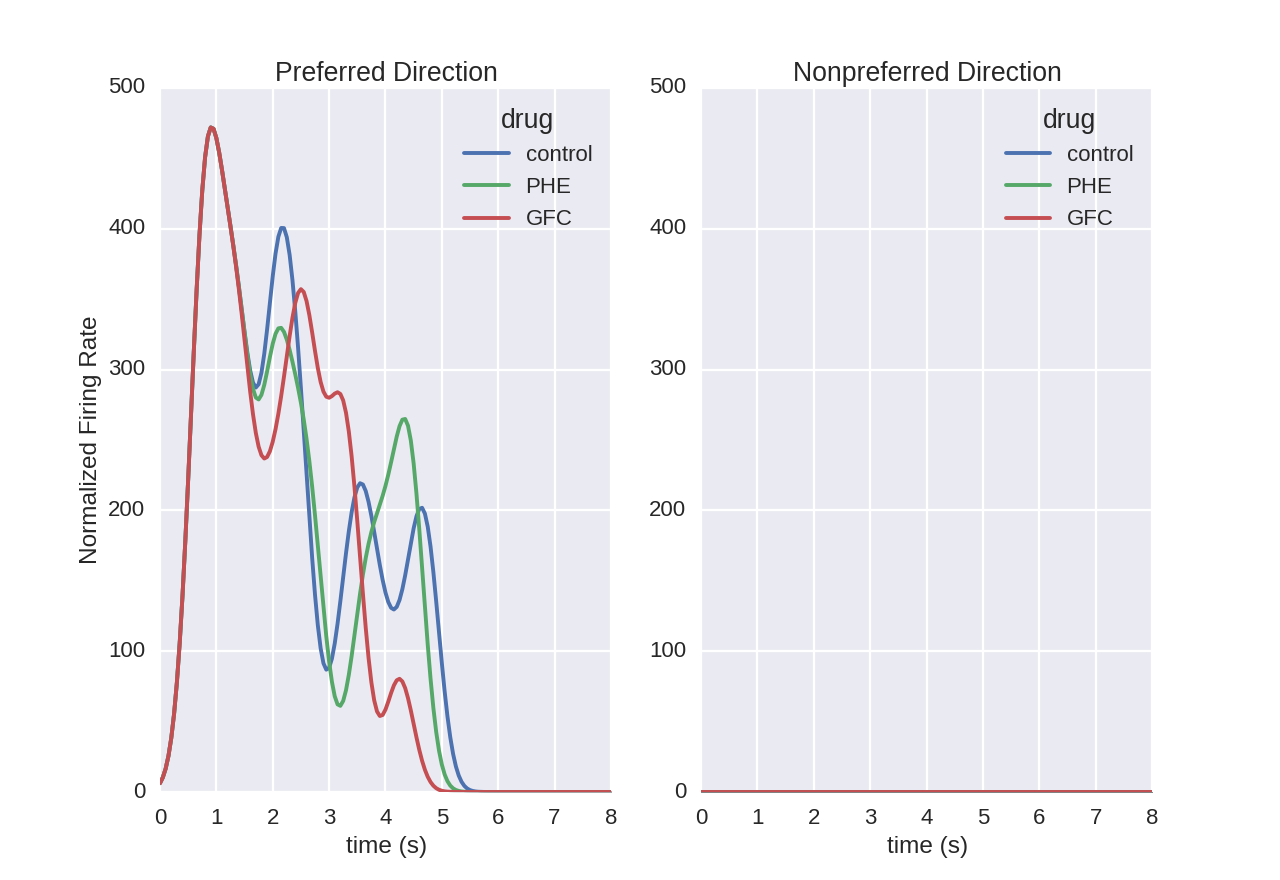 Preferred Direction
Nonpreferred Direction
500
400
300
200
100
0
Normalized Firing Rate
drug
control
PHE
GFC
0 1 2 3 4 5 6 7 8
time (s)
500
400
300
200
100
0
drug
control
PHE
GFC
0 1 2 3 4 5 6 7 8
time (s)